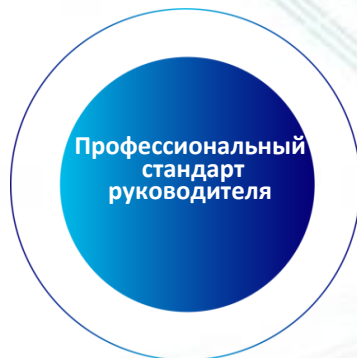 Профессиональный
стандарт
руководителя